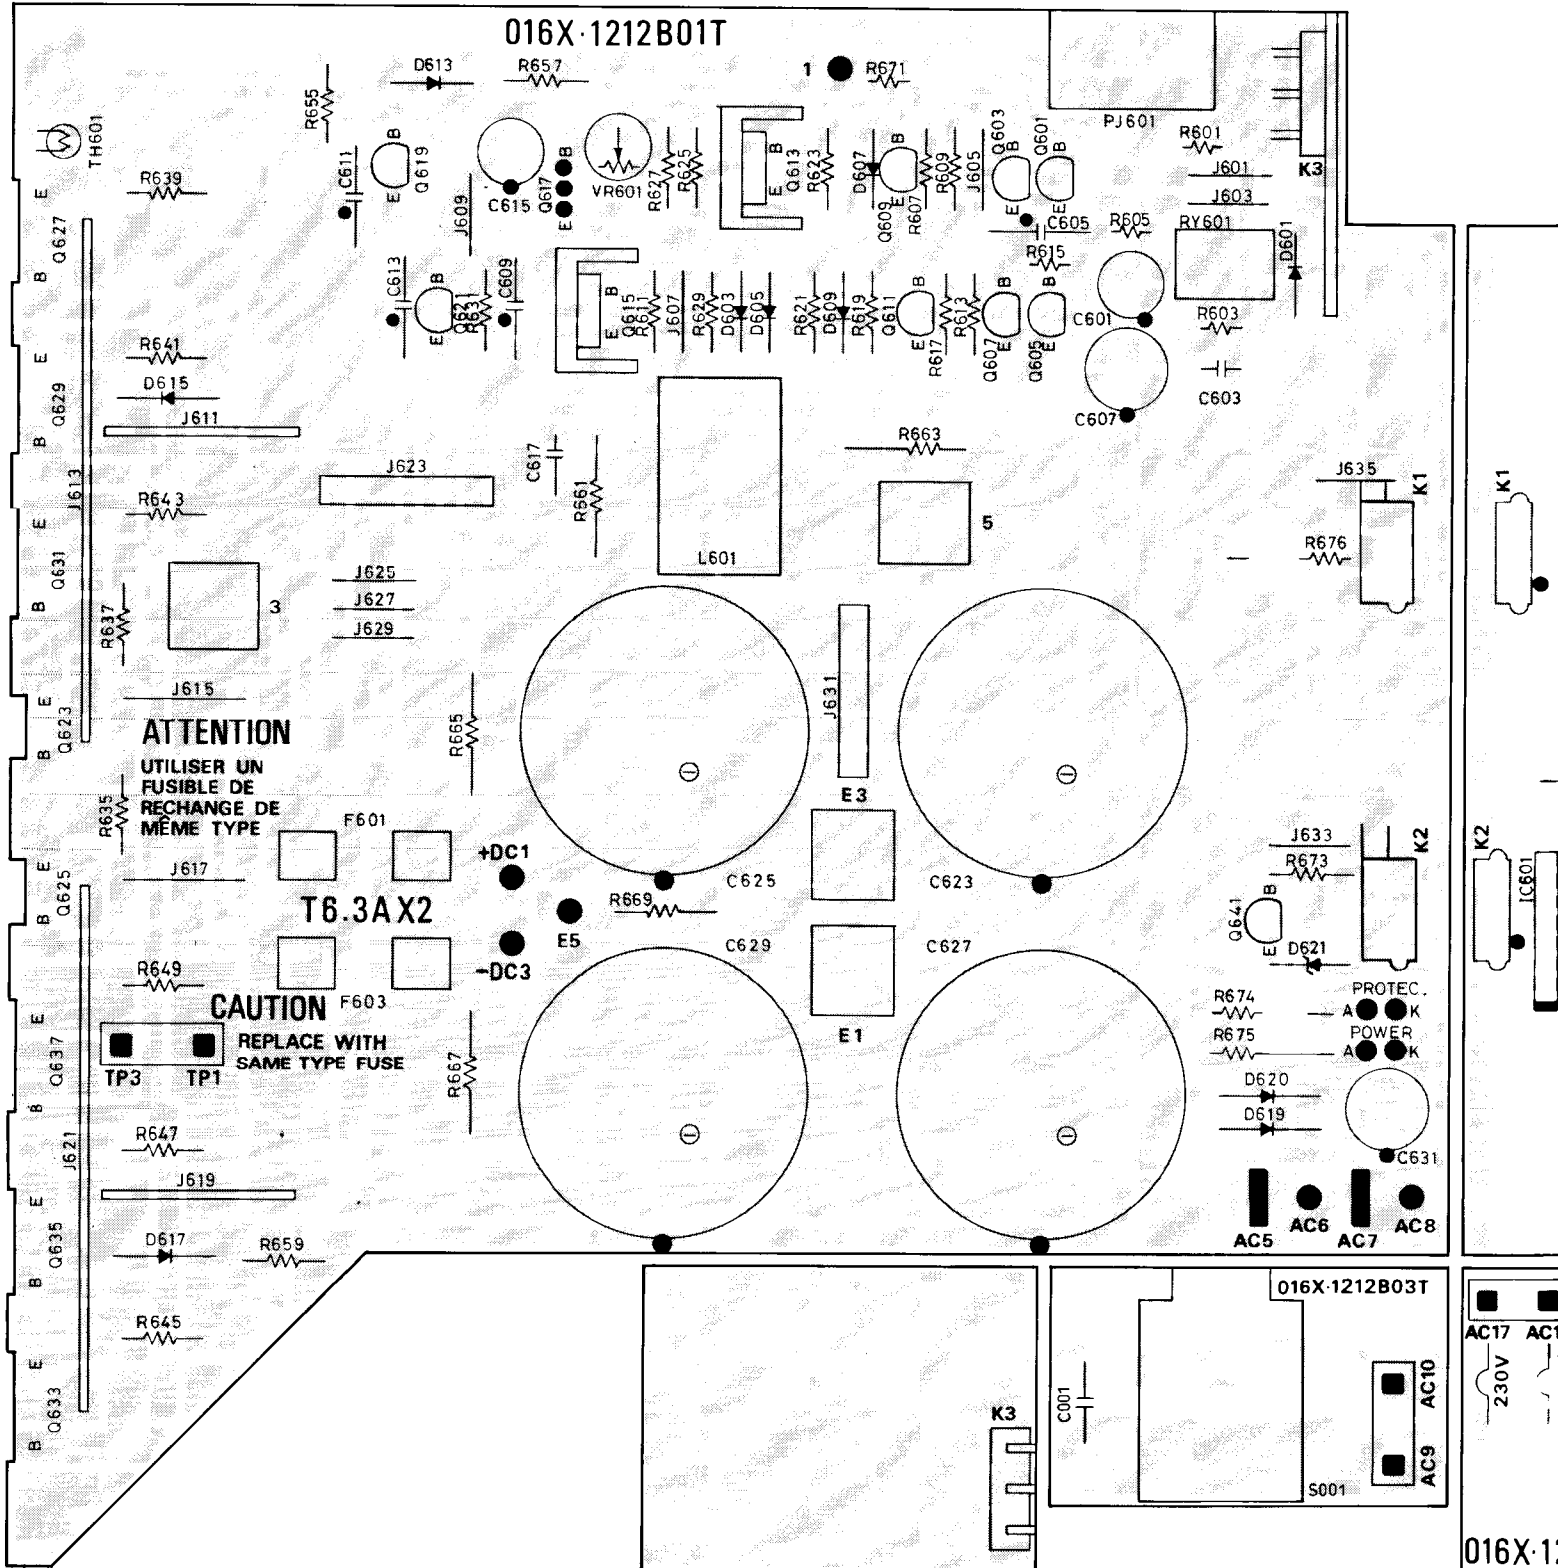 016X·1212B01T
D613
R657
1
R671
PJ601
R655
TH601
C611
Q619
B
E
C615
Q617
B
E
VR601
R627
R625
B
E
Q613
R623
D607
Q609
E
R607
R609
J605
Q603
B
E
Q601
B
E
R601
J601
J603
K3
R639
J609
C605
R605
RY601
D601
E
Q627
B
C613
B
E
Q621
R631
C609
B
E
Q615
R611
J607
R629
D603
D605
R621
D609
R619
Q611
B
E
R617
R613
Q607
B
E
Q605
B
E
R615
C601
R603
C603
C607
R641
D615
J611
E
Q629
B
J613
J623
C617
R661
L601
R663
5
J635
K1
K1
R643
E
Q631
B
R676
3
J625
J627
J629
R637
J615
E
Q623
B
ATTENTION
UTILISER UN
FUSIBLE DE
RECHANGE DE
MÊME TYPE
R635
R665
J631
E3
F601
+DC1
J617
E
Q625
B
T6.3AX2
R669
E5
C625
C623
J633
R673
K2
K2
IC601
Q641
B
E
D621
C629
C627
-DC3
R649
F603
CAUTION
REPLACE WITH
SAME TYPE FUSE
TP3
TP1
E
Q637
B
R667
E1
R674
PROTEC.
A
K
R675
POWER
A
K
D620
D619
C631
R647
J621
J619
E
Q635
B
D617
R659
AC5
AC6
AC7
AC8
R645
E
Q633
B
K3
016X·1212B03T
C001
S001
AC10
AC9
AC17
AC1
230V
016X·12